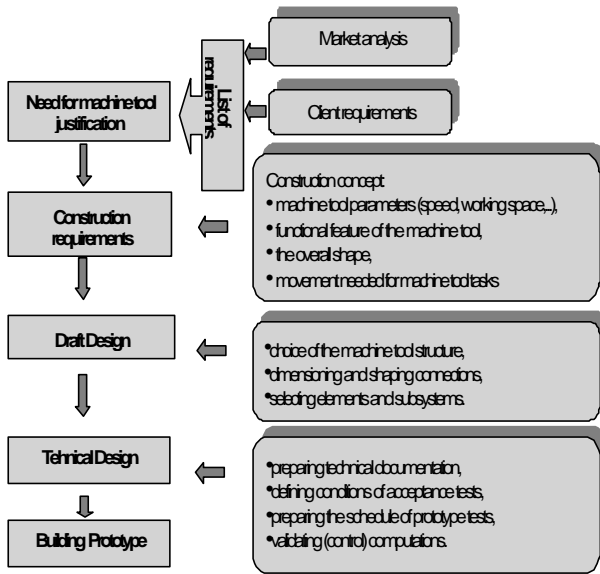 Market analysis
List of
requirements
Need for machine tool
justification
Client requirements
Construction concept:
• machine tool parameters (speed, working space,..),
• functional feature of the machine tool,
• the overall shape,
• movement needed for machine tool tasks
Construction
requirements
Draft Design
•choice of the machine tool structure,
•dimensioning and shaping connections,
•selecting elements and subsystems.
Tehnical Design
•preparing technical documentation,
•defining conditions of acceptance tests,
•preparing the schedule of prototype tests,
•validating (control) computations.
Building Prototype